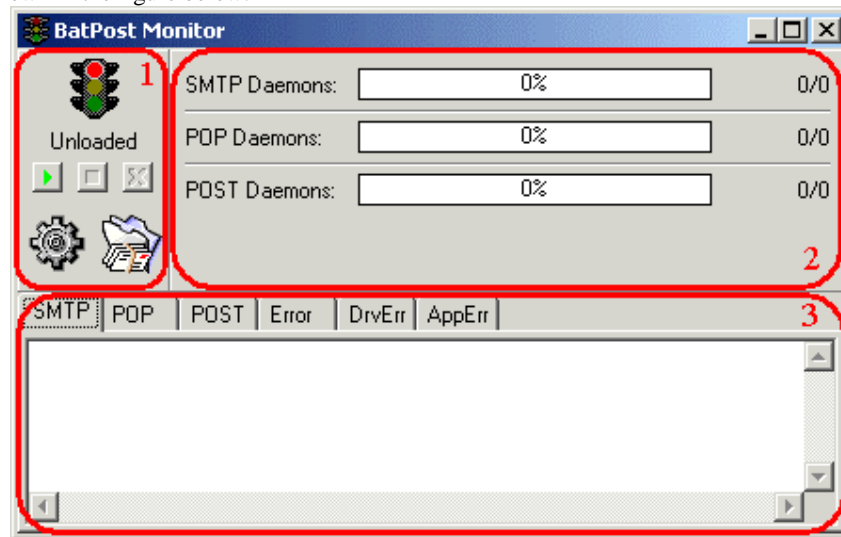 BatPost Monitor
1
Unloaded
SMTP Daemons: 0% 0/0
POP Daemons: 0% 0/0
POST Daemons: 0% 0/0
2
SMTP POP POST Error DrvErr AppErr
3